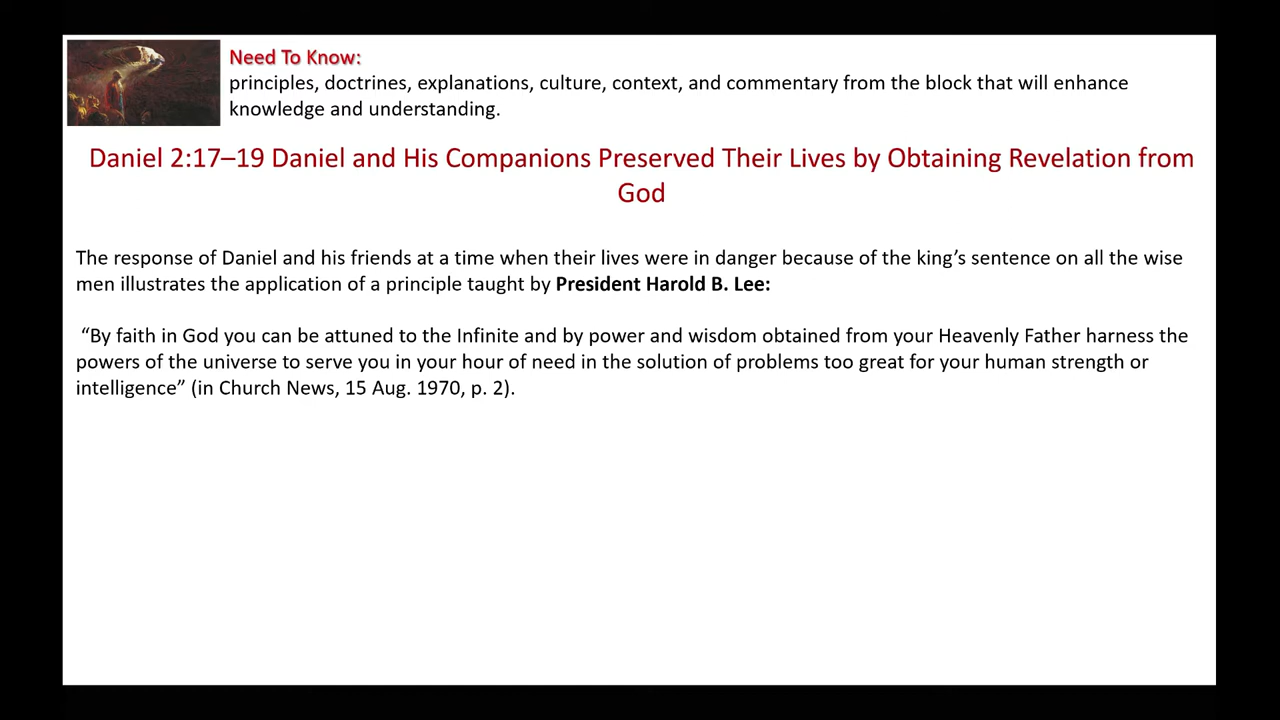 Need To Know:
principles, doctrines, explanations, culture, context, and commentary from the block that will enhance
knowledge and understanding.
Daniel 2:17–19 Daniel and His Companions Preserved Their Lives by Obtaining Revelation from
God
The response of Daniel and his friends at a time when their lives were in danger because of the king’s sentence on all the wise
men illustrates the application of a principle taught by President Harold B. Lee:
“By faith in God you can be attuned to the Infinite and by power and wisdom obtained from your Heavenly Father harness the
powers of the universe to serve you in your hour of need in the solution of problems too great for your human strength or
intelligence” (in Church News, 15 Aug. 1970, p. 2).